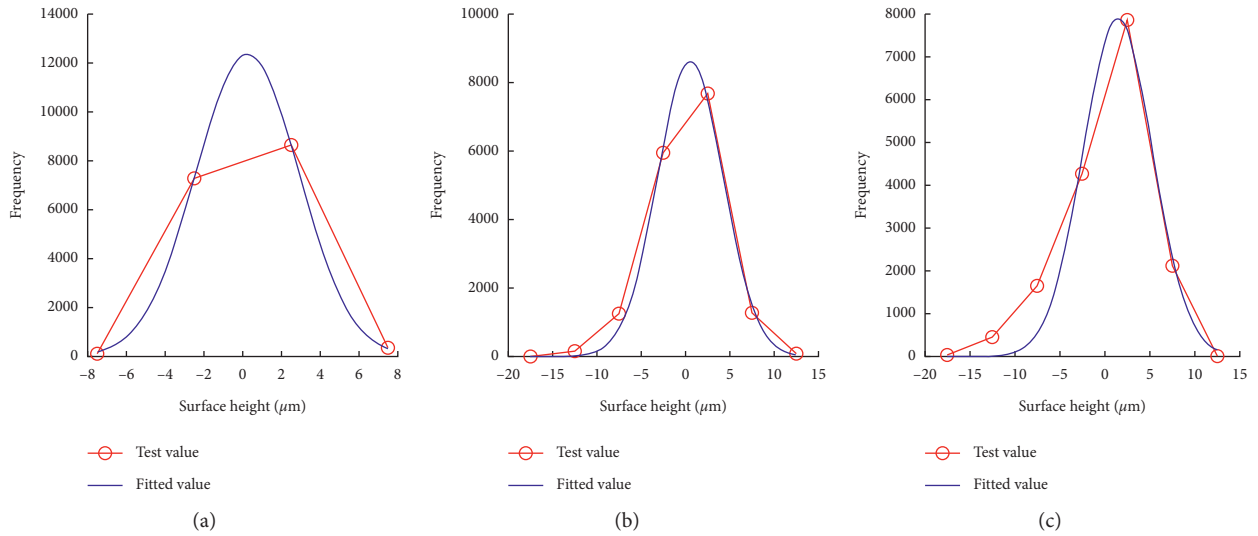 14000
12000
10000
8000
6000
4000
2000
0
Frequency
−8 −6 −4 −2 0 2 4 6 8
Surface height (µm)
Test value
Fitted value
(a)
10000
8000
6000
4000
2000
0
Frequency
−20 −15 −10 −5 0 5 10 15
Surface height (µm)
Test value
Fitted value
(b)
8000
7000
6000
5000
4000
3000
2000
1000
0
Frequency
−20 −15 −10 −5 0 5 10 15
Surface height (µm)
Test value
Fitted value
(c)